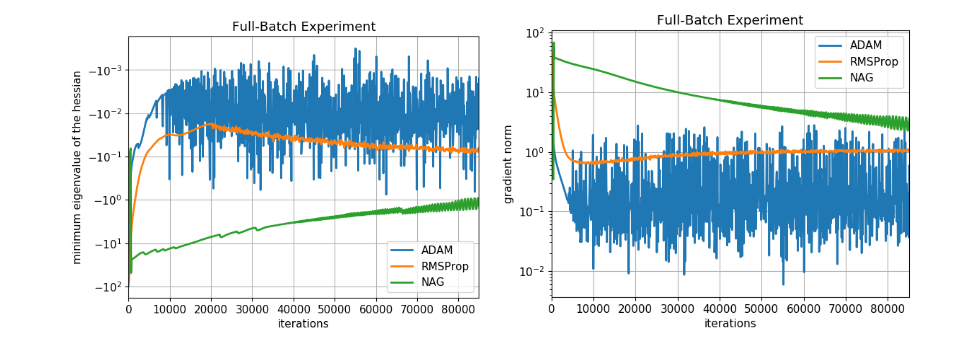 Full-Batch Experiment
minimum eigenvalue of the hessian
−10⁻³
−10⁻²
−10⁻¹
−10⁰
−10¹
−10²
0 10000 20000 30000 40000 50000 60000 70000 80000
iterations
ADAM
RMSProp
NAG
Full-Batch Experiment
gradient norm
10²
10¹
10⁰
10⁻¹
10⁻²
0 10000 20000 30000 40000 50000 60000 70000 80000
iterations
ADAM
RMSProp
NAG